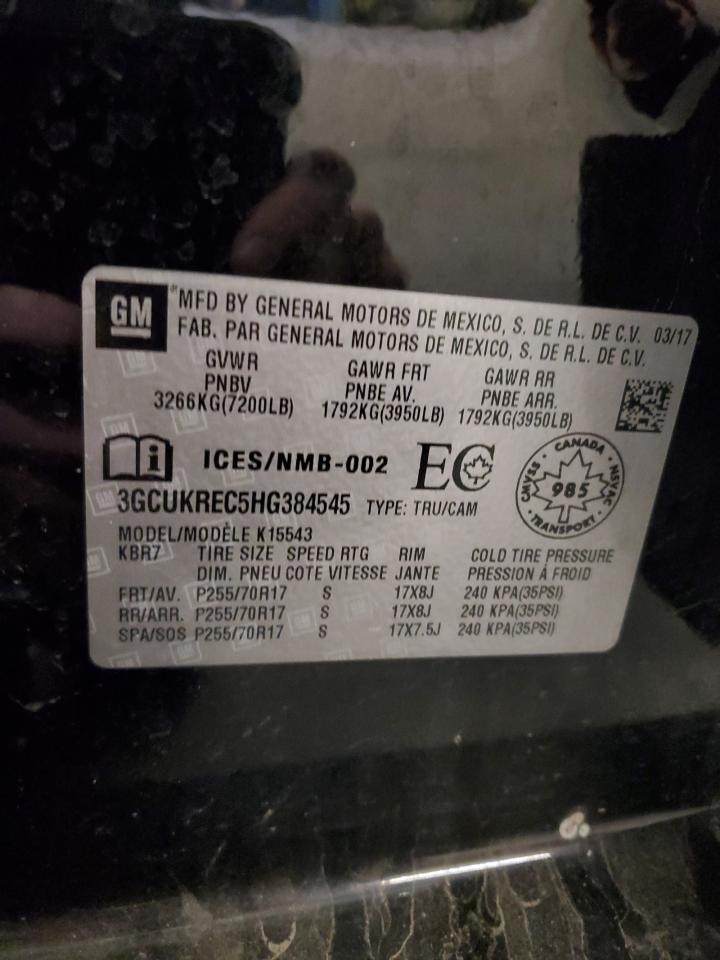 GM
MFD BY GENERAL MOTORS DE MEXICO, S. DE R.L. DE C.V. 03/17
FAB. PAR GENERAL MOTORS DE MEXICO, S. DE R.L. DE C.V.
GVWR GAWR FRT GAWR RR
PNBV PNBE AV. PNBE ARR.
3266KG(7200LB) 1792KG(3950LB) 1792KG(3950LB)
i ICES/NMB-002 EC
CANADA
CMVSS 985 NSVAC
TRANSPORT
3GCUKREC5HG384545 TYPE: TRU/CAM
MODEL/MODÈLE K15543
KBR7 TIRE SIZE SPEED RTG RIM COLD TIRE PRESSURE
DIM. PNEU COTE VITESSE JANTE PRESSION À FROID
FRT/AV. P255/70R17 S 17X8J 240 KPA(35PSI)
RR/ARR. P255/70R17 S 17X8J 240 KPA(35PSI)
SPA/SOS P255/70R17 S 17X7.5J 240 KPA(35PSI)